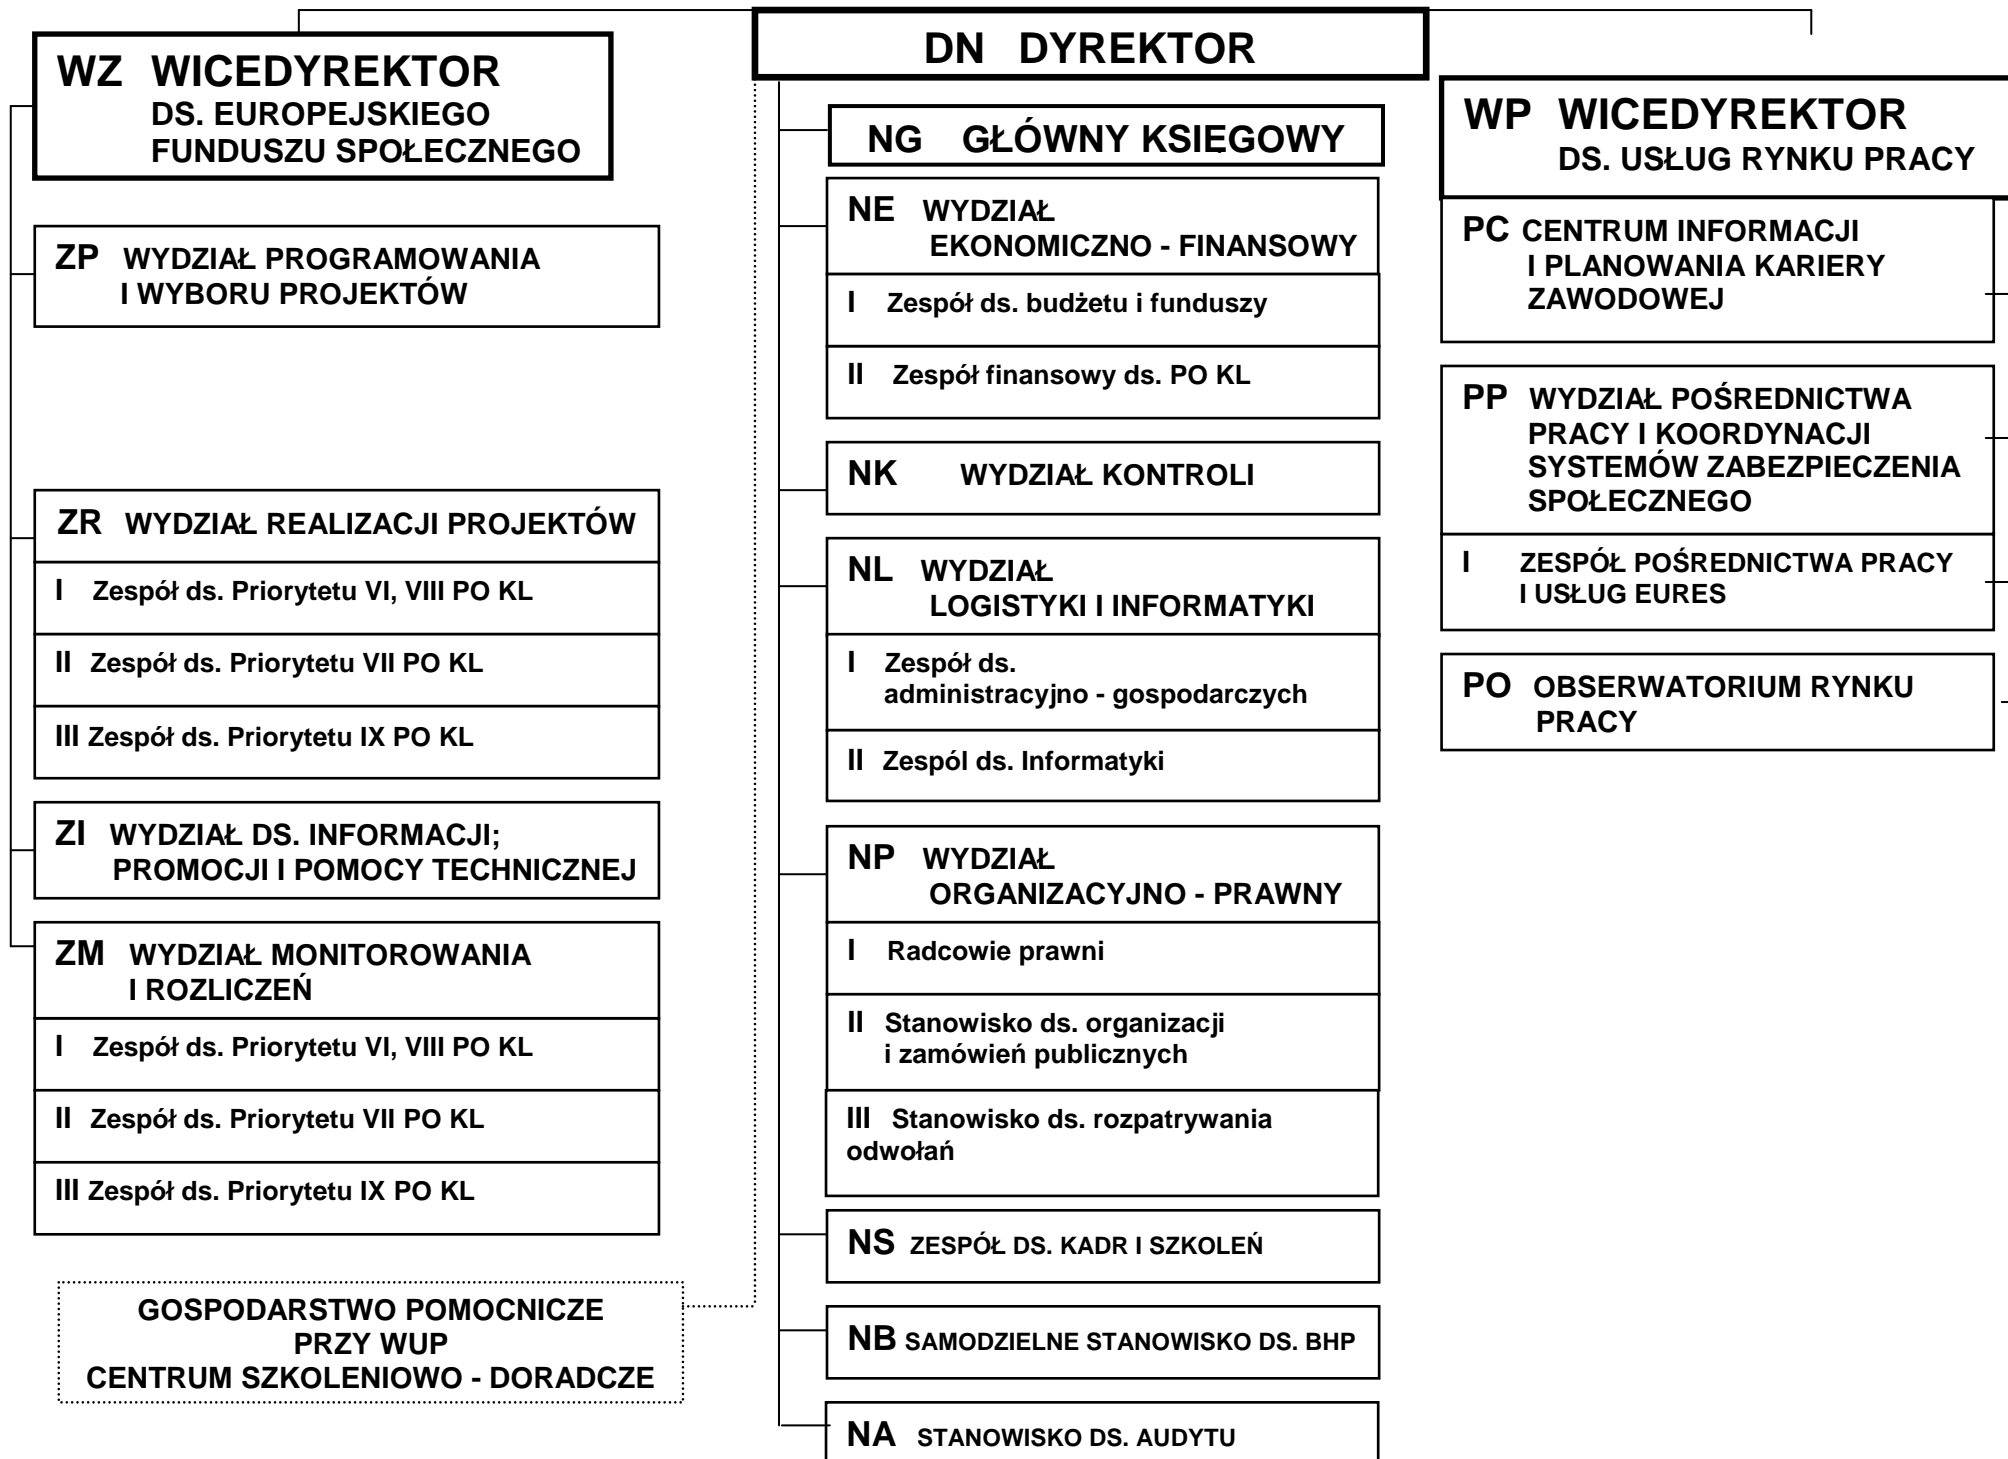 DN DYREKTOR
WZ WICEDYREKTOR
DS. EUROPEJSKIEGO
FUNDUSZU SPOŁECZNEGO
ZP WYDZIAŁ PROGRAMOWANIA
I WYBORU PROJEKTÓW
ZR WYDZIAŁ REALIZACJI PROJEKTÓW
I Zespół ds. Priorytetu VI, VIII PO KL
II Zespół ds. Priorytetu VII PO KL
III Zespół ds. Priorytetu IX PO KL
ZI WYDZIAŁ DS. INFORMACJI;
PROMOCJI I POMOCY TECHNICZNEJ
ZM WYDZIAŁ MONITOROWANIA
I ROZLICZEŃ
I Zespół ds. Priorytetu VI, VIII PO KL
II Zespół ds. Priorytetu VII PO KL
III Zespół ds. Priorytetu IX PO KL
GOSPODARSTWO POMOCNICZE
PRZY WUP
CENTRUM SZKOLENIOWO - DORADCZE
NG GŁÓWNY KSIĘGOWY
NE WYDZIAŁ
EKONOMICZNO - FINANSOWY
I Zespół ds. budżetu i funduszy
II Zespół finansowy ds. PO KL
NK WYDZIAŁ KONTROLI
NL WYDZIAŁ
LOGISTYKI I INFORMATYKI
I Zespół ds.
administracyjno - gospodarczych
II Zespól ds. Informatyki
NP WYDZIAŁ
ORGANIZACYJNO - PRAWNY
I Radcowie prawni
II Stanowisko ds. organizacji
i zamówień publicznych
III Stanowisko ds. rozpatrywania
odwołań
NS ZESPÓŁ DS. KADR I SZKOLEŃ
NB SAMODZIELNE STANOWISKO DS. BHP
NA STANOWISKO DS. AUDYTU
WP WICEDYREKTOR
DS. USŁUG RYNKU PRACY
PC CENTRUM INFORMACJI
I PLANOWANIA KARIERY
ZAWODOWEJ
PP WYDZIAŁ POŚREDNICTWA
PRACY I KOORDYNACJI
SYSTEMÓW ZABEZPIECZENIA
SPOŁECZNEGO
I ZESPÓŁ POŚREDNICTWA PRACY
I USŁUG EURES
PO OBSERWATORIUM RYNKU
PRACY